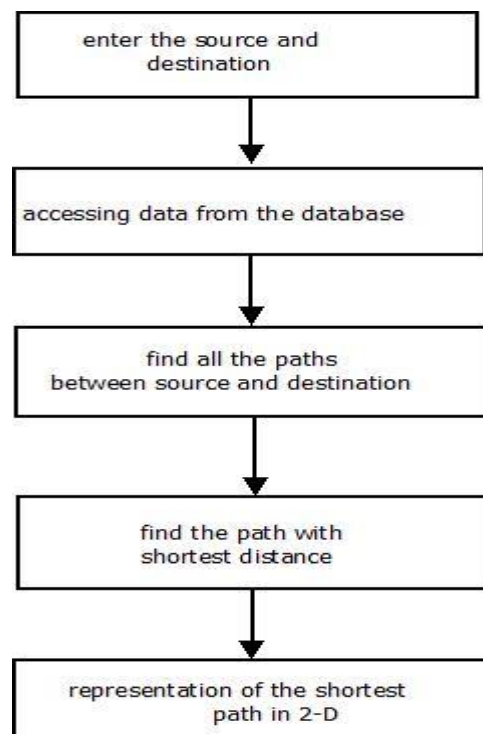 enter the source and
destination
accessing data from the database
find all the paths
between source and destination
find the path with
shortest distance
representation of the shortest
path in 2-D